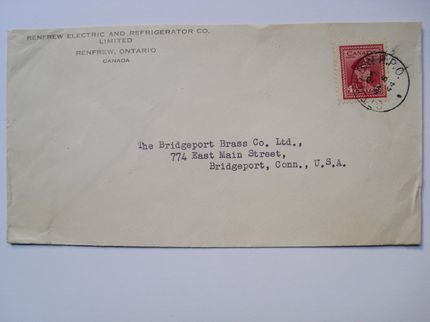 RENFREW ELECTRIC AND REFRIGERATOR CO.
LIMITED
RENFREW, ONTARIO
CANADA
CANADA
4
The Bridgeport Brass Co. Ltd.,
774 East Main Street,
Bridgeport, Conn., U.S.A.